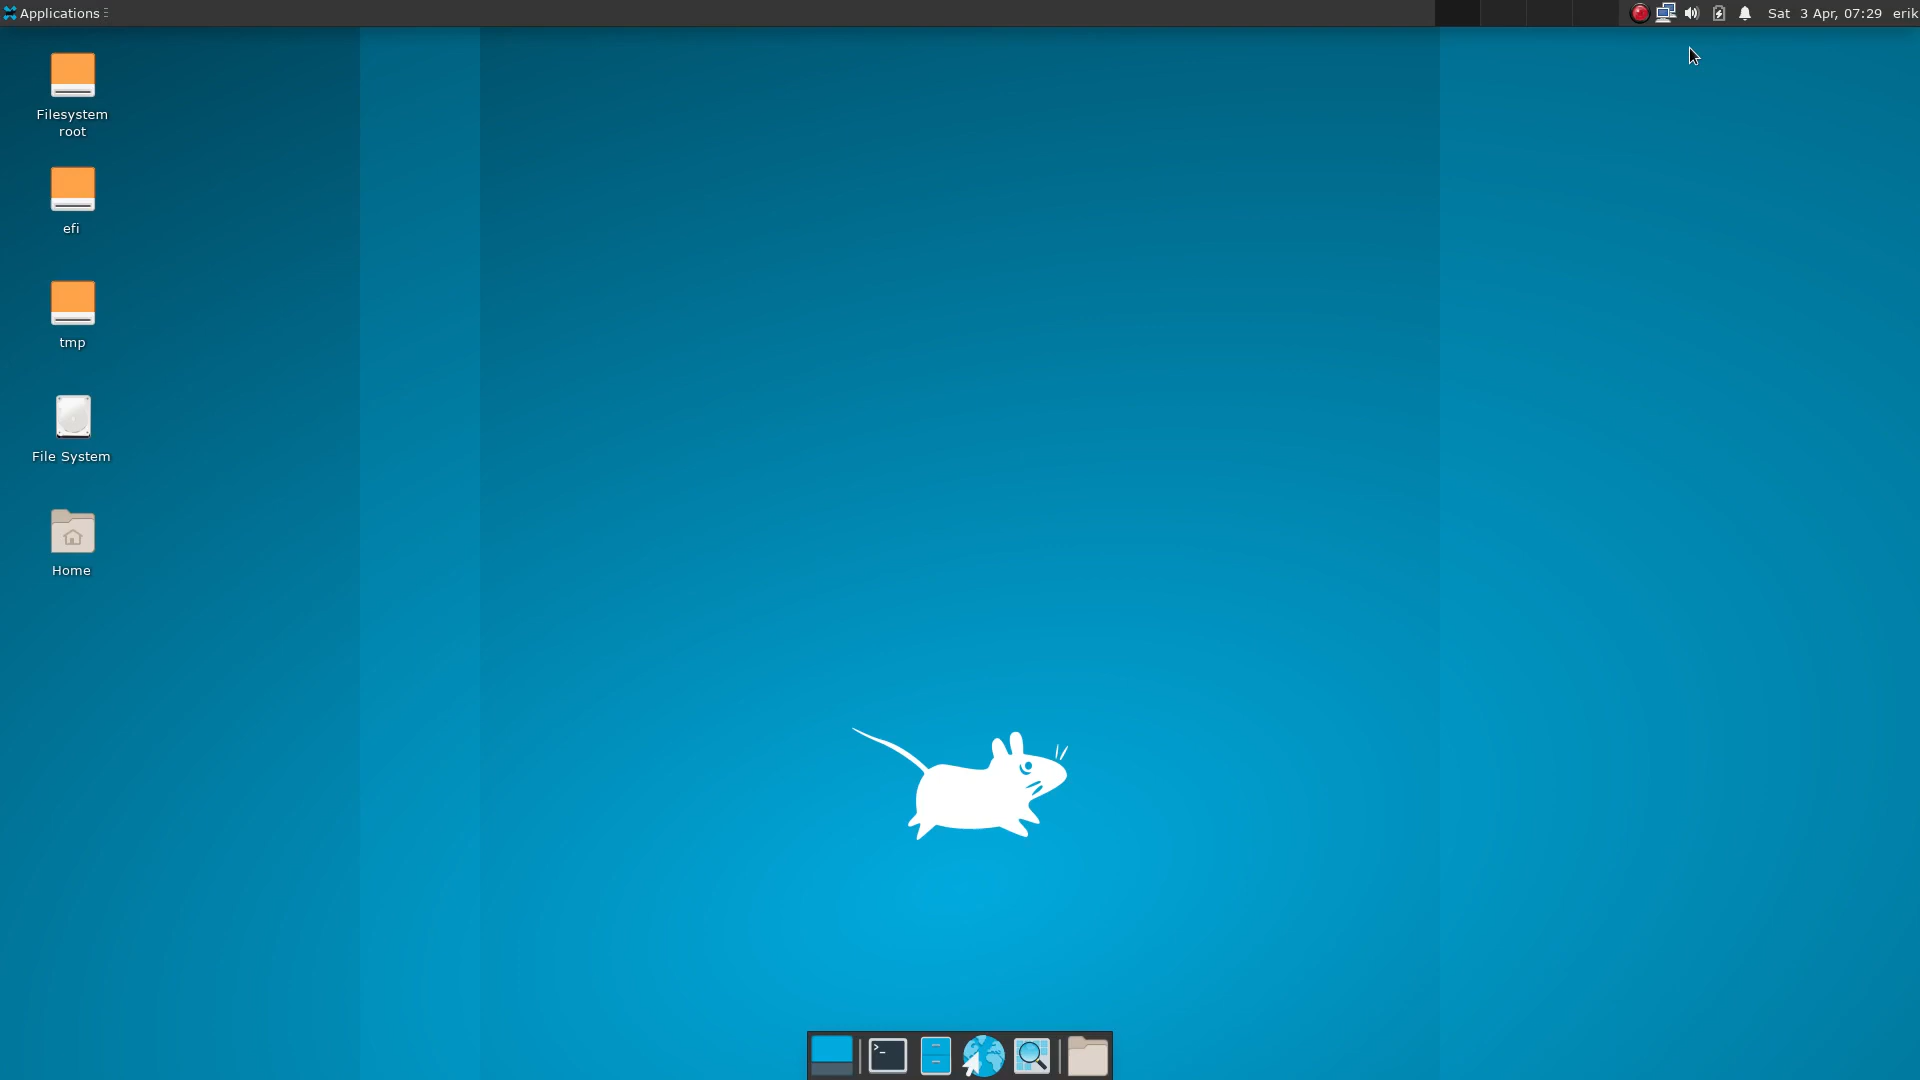 Applications
Sat 3 Apr, 07:29 erik
Filesystem
root
efi
tmp
File System
Home
>_